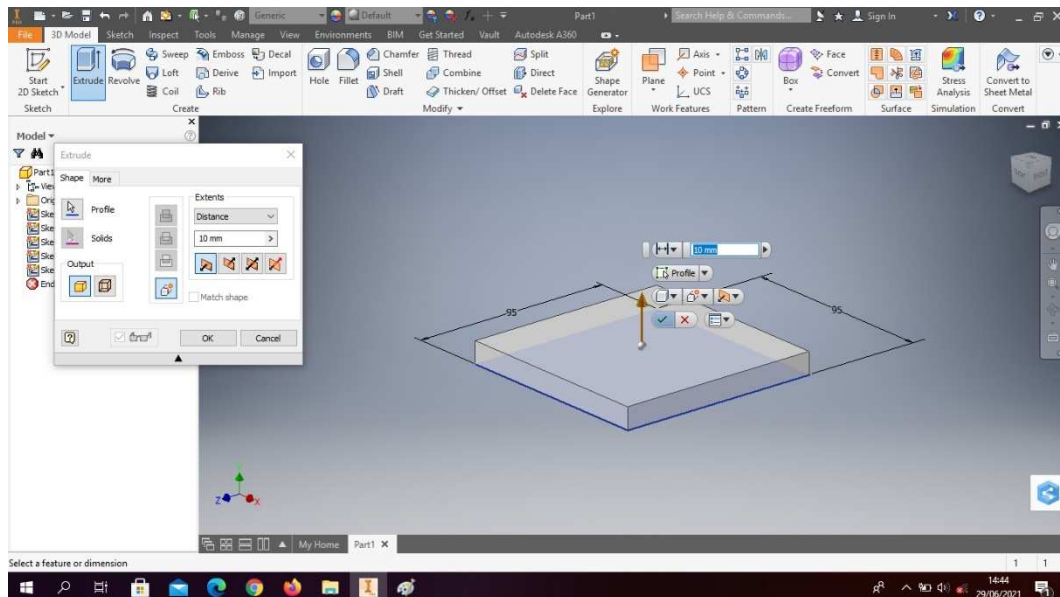 Generic Default Part1 Search Help & Commands... Sign In
File 3D Model Sketch Inspect Tools Manage View Environments BIM Get Started Vault Autodesk A360
Start 2D Sketch
Extrude
Revolve
Sweep Emboss Decal
Loft Derive Import
Coil Rib
Hole
Fillet
Chamfer Thread Split
Shell Combine Direct
Draft Thicken/ Offset Delete Face
Shape Generator
Plane
Axis
Point
UCS
Box
Face
Convert
Stress Analysis
Convert to Sheet Metal
Sketch Create Modify Explore Work Features Pattern Create Freeform Surface Simulation Convert
Model
Part1
Extrude
Shape More
Profile
Solids
Output
Extents
Distance
10 mm
Match shape
OK Cancel
10 mm
Profile
95
95
Z X
My Home Part1
Select a feature or dimension 1 1
14:44
29/06/2021